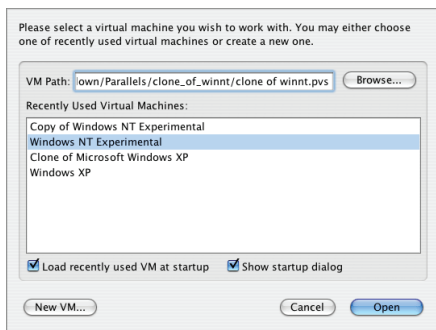 Please select a virtual machine you wish to work with. You may either choose
one of recently used virtual machines or create a new one.
VM Path: lown/Parallels/clone_of_winnt/clone of winnt.pvs Browse...
Recently Used Virtual Machines:
Copy of Windows NT Experimental
Windows NT Experimental
Clone of Microsoft Windows XP
Windows XP
Load recently used VM at startup Show startup dialog
New VM... Cancel Open